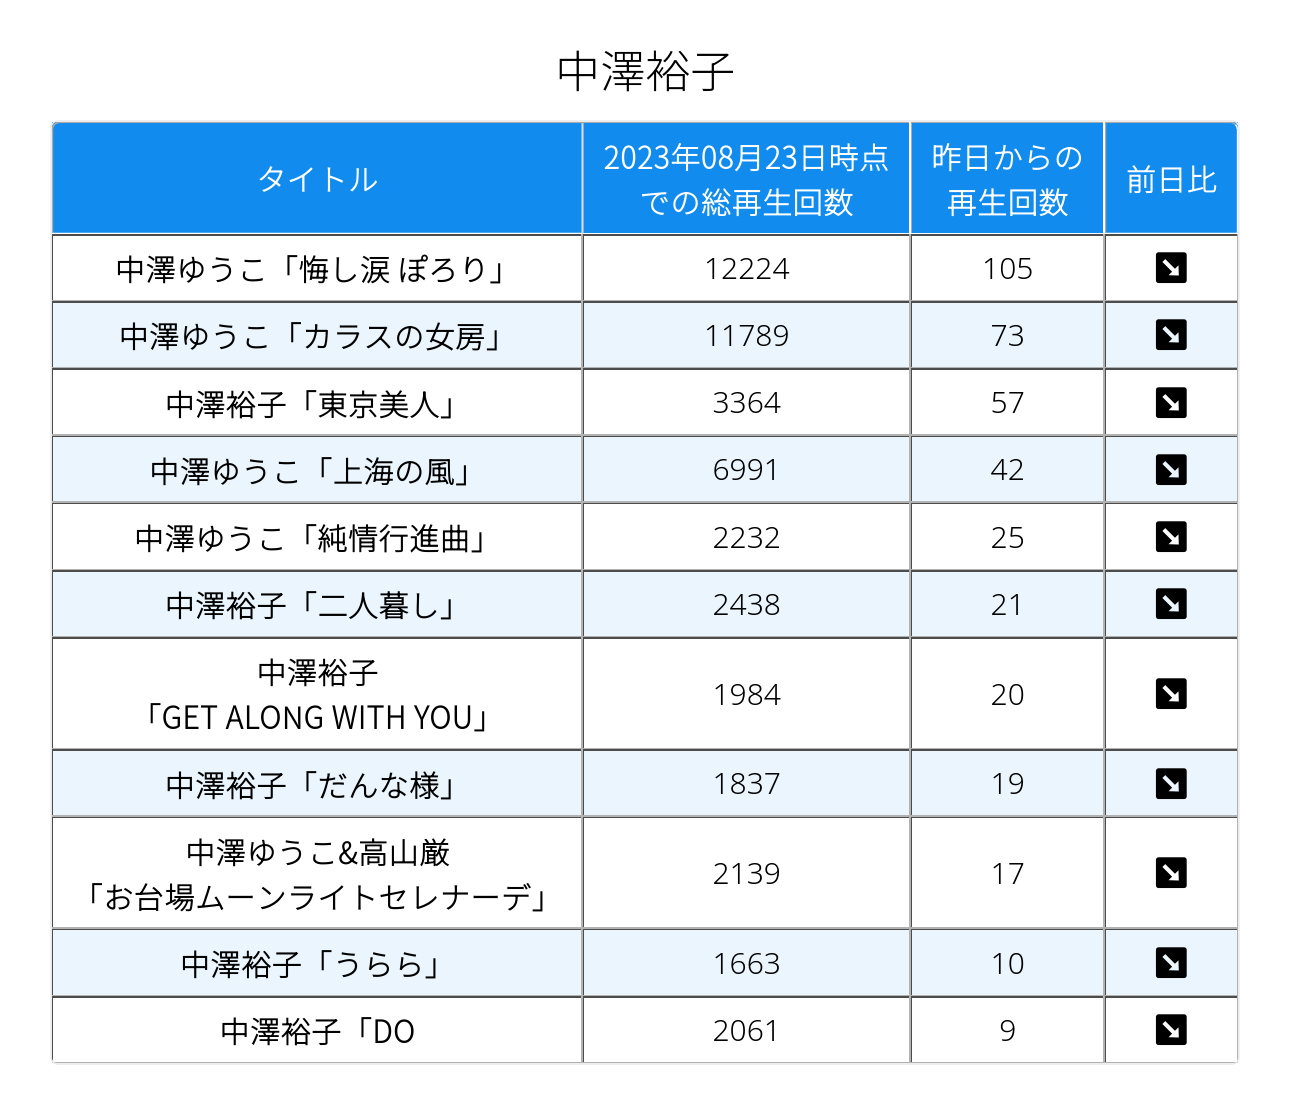 中澤裕子
タイトル
2023年08月23日時点
での総再生回数
昨日からの
再生回数
前日比
中澤ゆうこ「悔し涙 ぽろり」 12224 105
中澤ゆうこ「カラスの女房」 11789 73
中澤裕子「東京美人」 3364 57
中澤ゆうこ「上海の風」 6991 42
中澤ゆうこ「純情行進曲」 2232 25
中澤裕子「二人暮し」 2438 21
中澤裕子
「GET ALONG WITH YOU」 1984 20
中澤裕子「だんな様」 1837 19
中澤ゆうこ&高山厳
「お台場ムーンライトセレナーデ」 2139 17
中澤裕子「うらら」 1663 10
中澤裕子「DO 2061 9